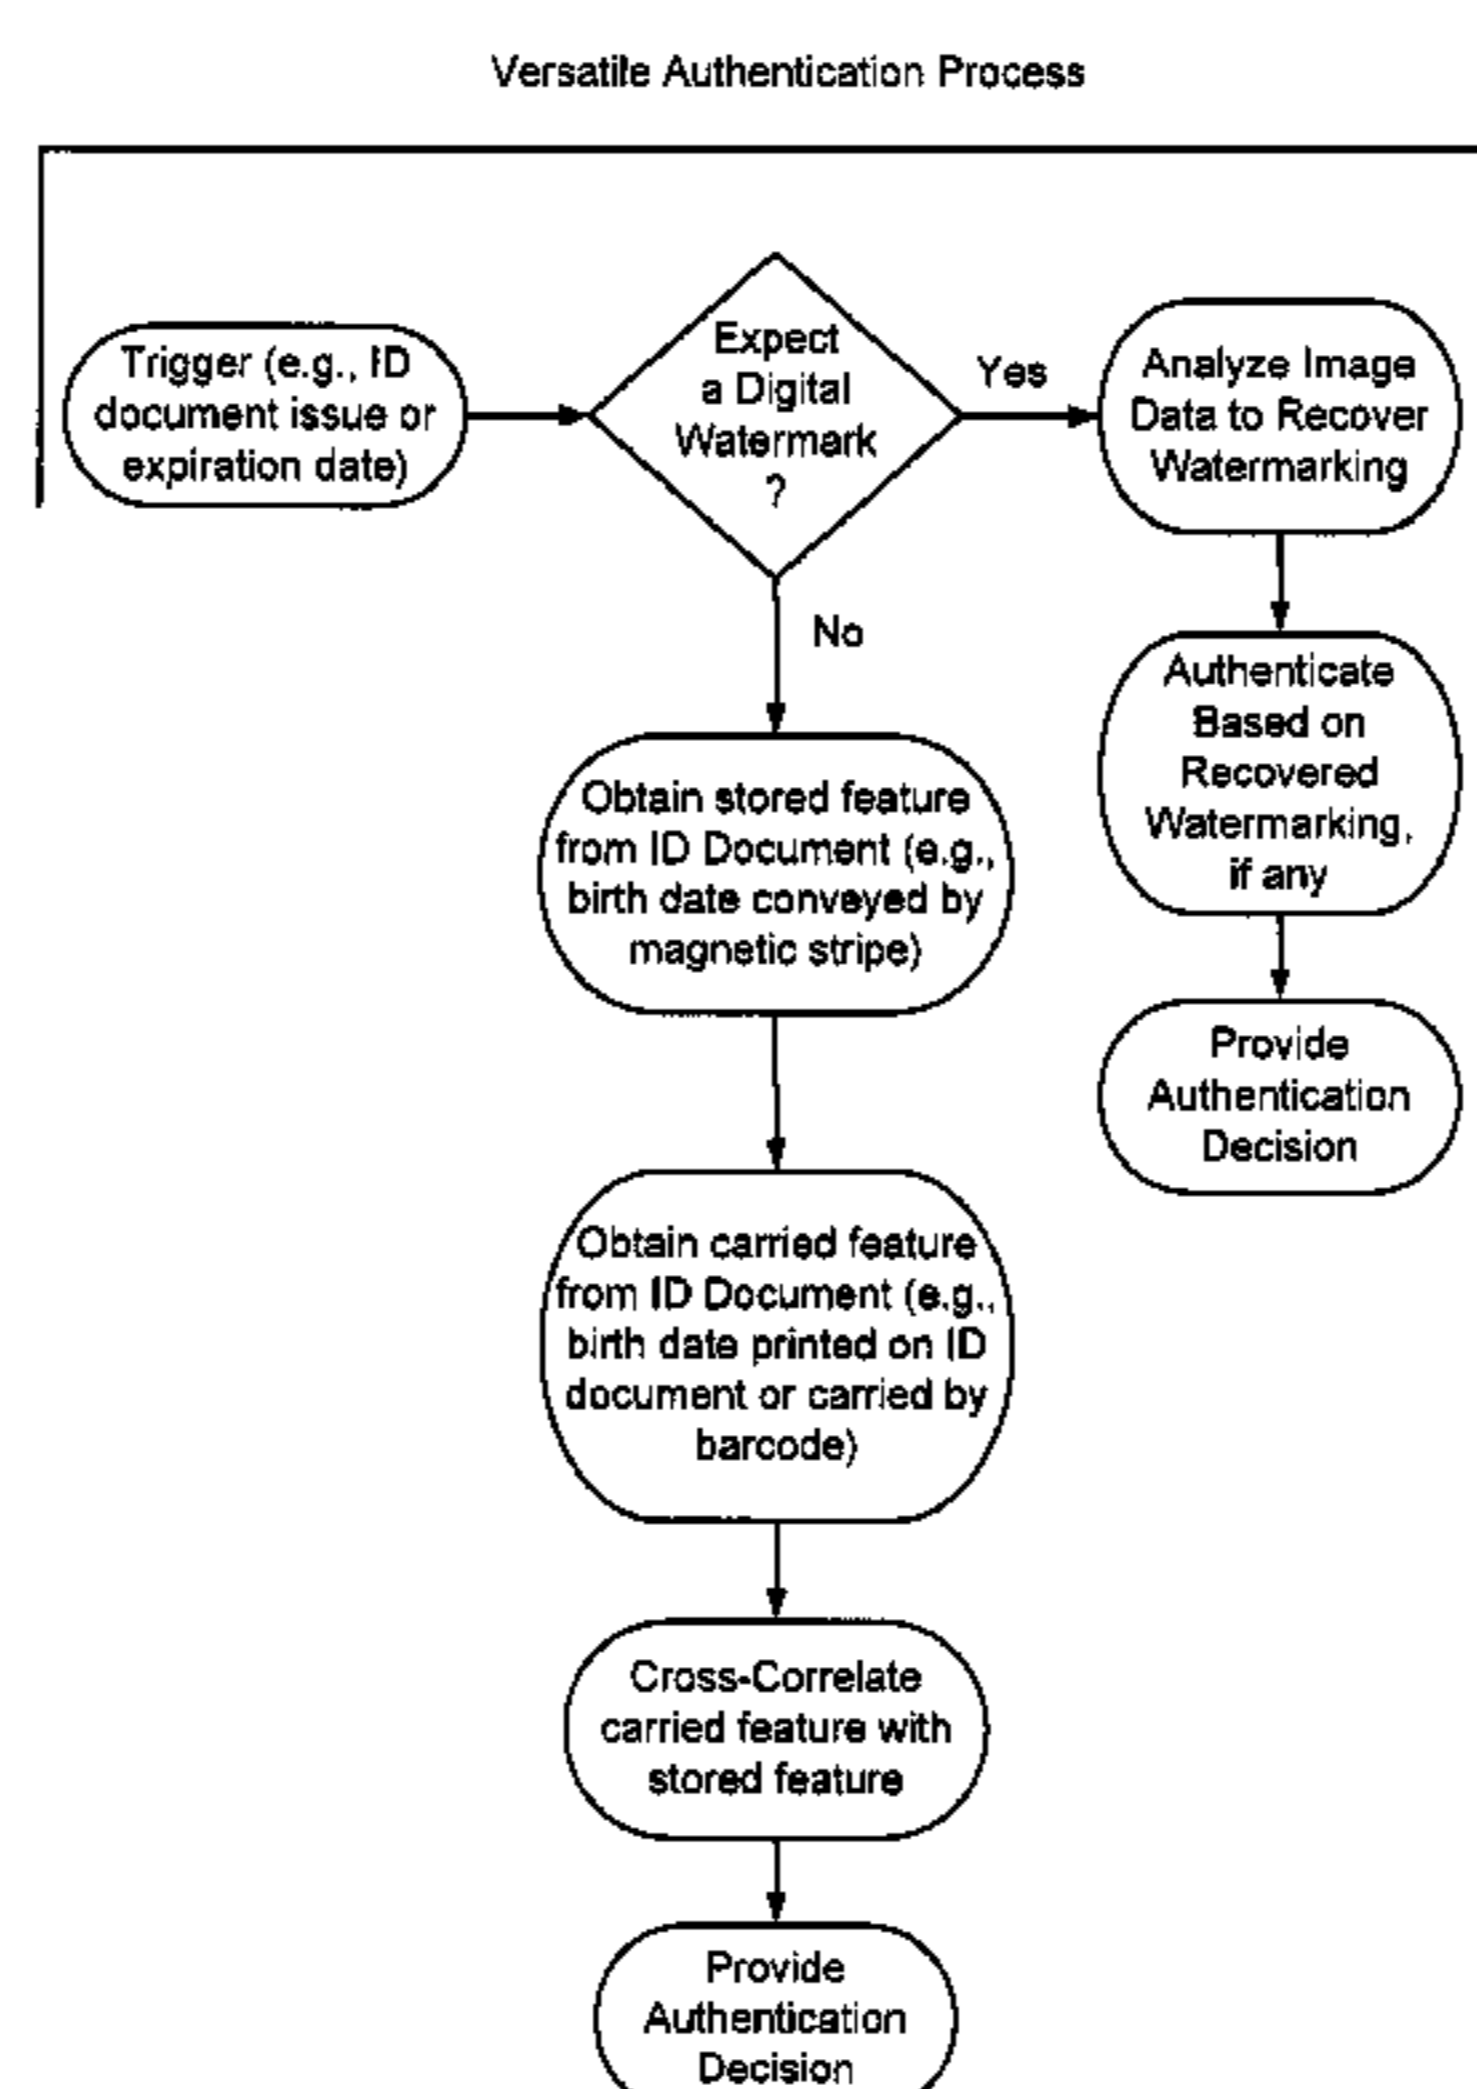 Versatile Authentication Process
Trigger (e.g., ID
document issue or
expiration date)
Expect
a Digital
Watermark
?
Yes
Analyze Image
Data to Recover
Watermarking
No
Authenticate
Based on
Recovered
Watermarking,
if any
Provide
Authentication
Decision
Obtain stored feature
from ID Document (e.g.,
birth date conveyed by
magnetic stripe)
Obtain carried feature
from ID Document (e.g.,
birth date printed on ID
document or carried by
barcode)
Cross-Correlate
carried feature with
stored feature
Provide
Authentication
Decision